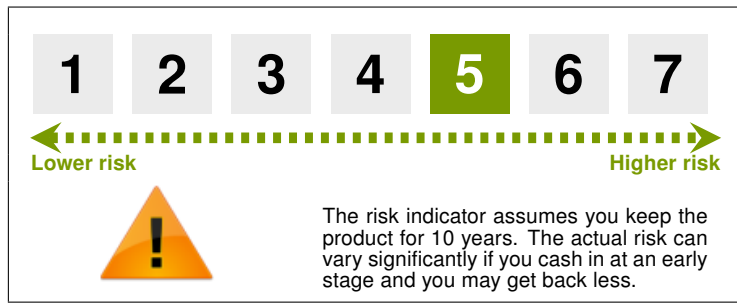 1 2 3 4 5 6 7
Lower risk Higher risk
!
The risk indicator assumes you keep the
product for 10 years. The actual risk can
vary significantly if you cash in at an early
stage and you may get back less.